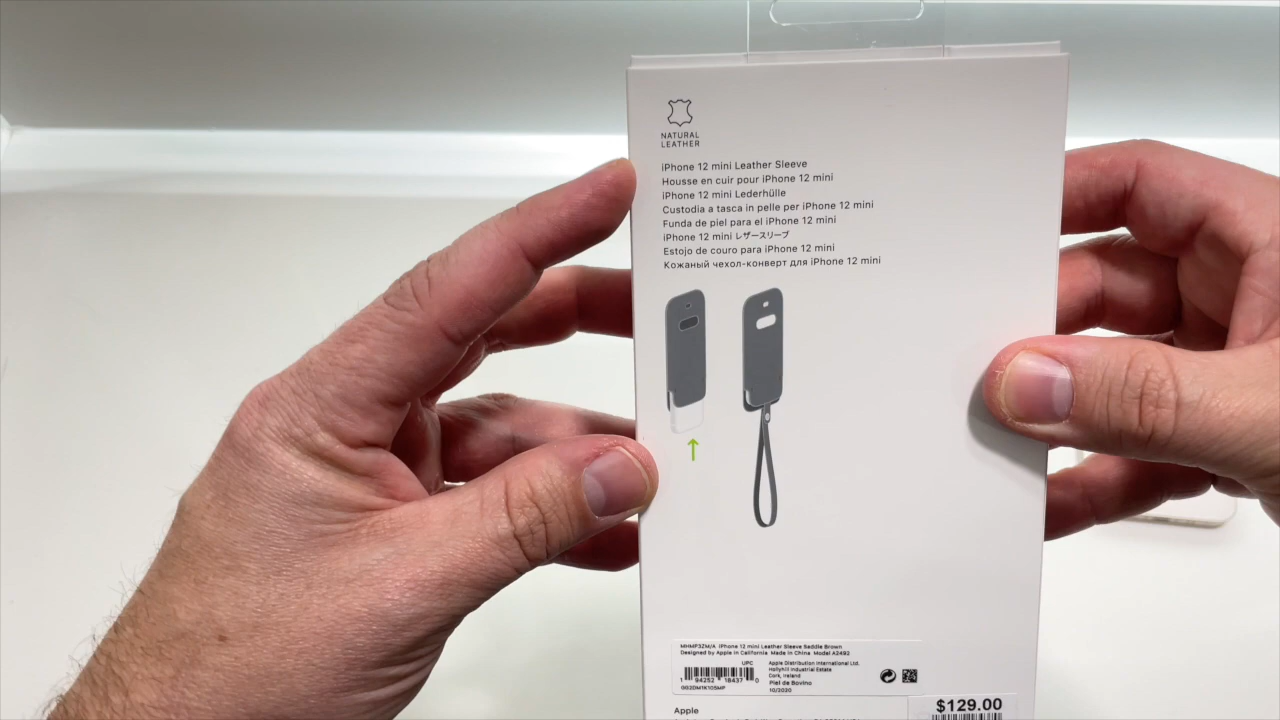 NATURAL
LEATHER
iPhone 12 mini Leather Sleeve
Housse en cuir pour iPhone 12 mini
iPhone 12 mini Lederhülle
Custodia a tasca in pelle per iPhone 12 mini
Funda de piel para el iPhone 12 mini
iPhone 12 mini レザースリーブ
Estojo de couro para iPhone 12 mini
Кожаный чехол-конверт для iPhone 12 mini
MHMP3ZM/A iPhone 12 mini Leather Sleeve Saddle Brown
Designed by Apple in California Made in China Model A2492
UPC
1 94252 18437 0
Apple Distribution International Ltd.
Hollyhill Industrial Estate
Cork, Ireland
Piel de Bovino
10/2020
Apple
$129.00